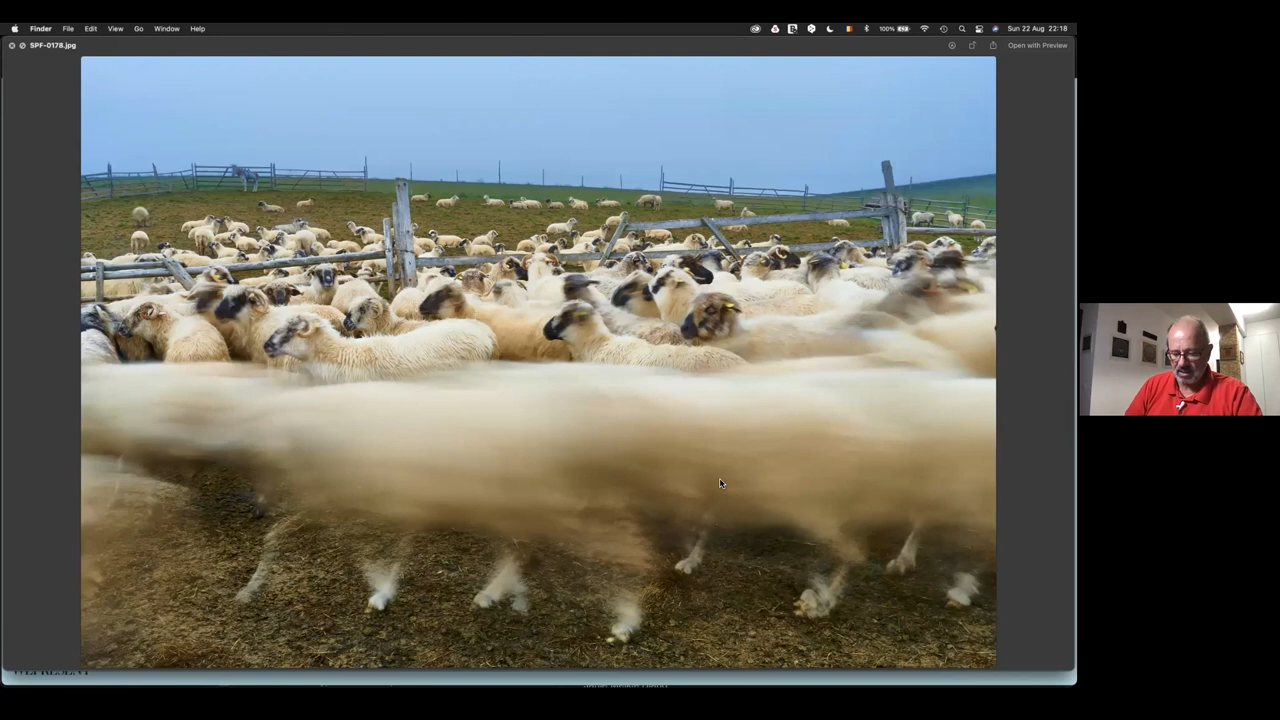 Finder File Edit View Go Window Help 100% Sun 22 Aug 22:18
SPF-0178.jpg Open with Preview